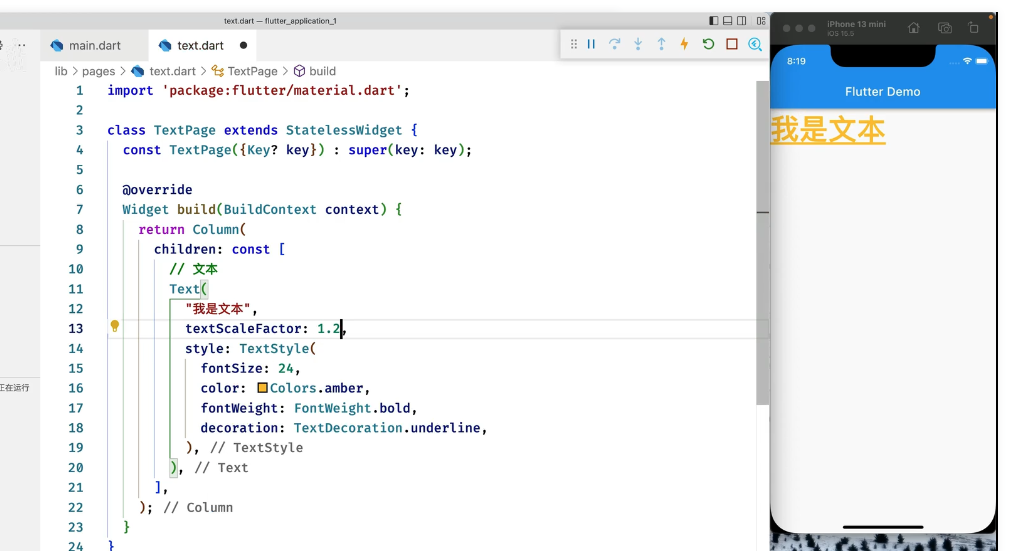 text.dart — flutter_application_1
main.dart
text.dart
lib > pages > text.dart > TextPage > build
1 import 'package:flutter/material.dart';
2
3 class TextPage extends StatelessWidget {
4 const TextPage({Key? key}) : super(key: key);
5
6 @override
7 Widget build(BuildContext context) {
8 return Column(
9 children: const [
10 // 文本
11 Text(
12 "我是文本",
13 textScaleFactor: 1.2,
14 style: TextStyle(
15 fontSize: 24,
16 color: Colors.amber,
17 fontWeight: FontWeight.bold,
18 decoration: TextDecoration.underline,
19 ), // TextStyle
20 ), // Text
21 ],
22 ); // Column
23 }
24 }
正在运行
iPhone 13 mini
iOS 15.5
8:19
Flutter Demo
我是文本